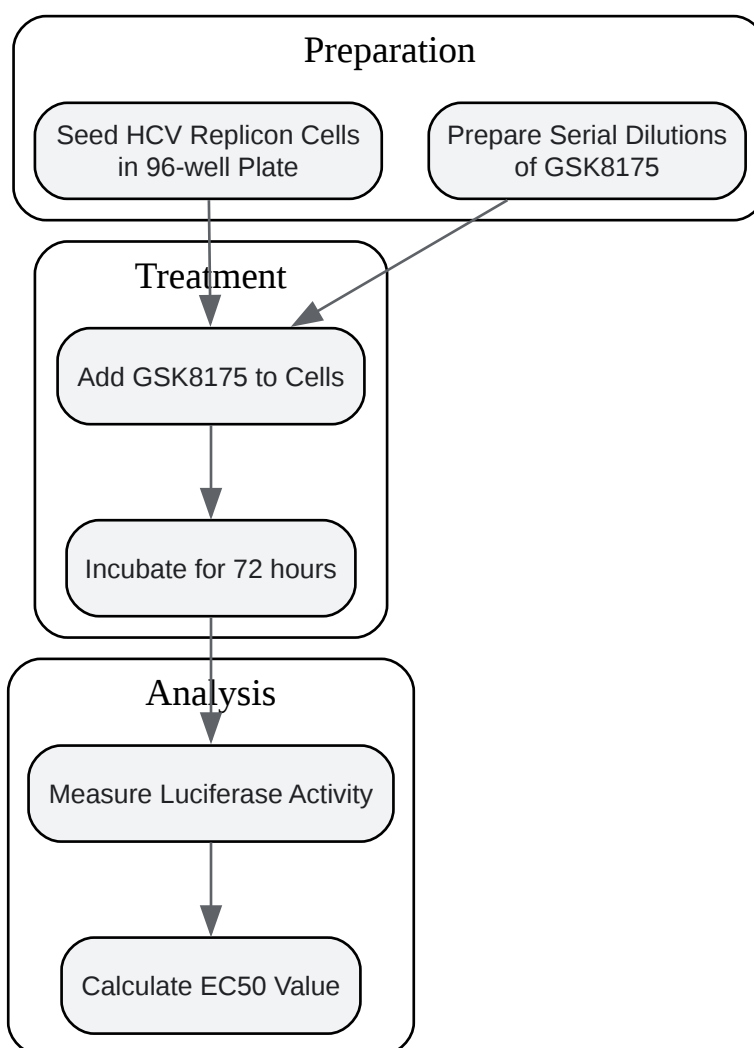 Preparation
Seed HCV Replicon Cells
in 96-well Plate
Prepare Serial Dilutions
of GSK8175
Treatment
Add GSK8175 to Cells
Incubate for 72 hours
Analysis
Measure Luciferase Activity
Calculate EC50 Value